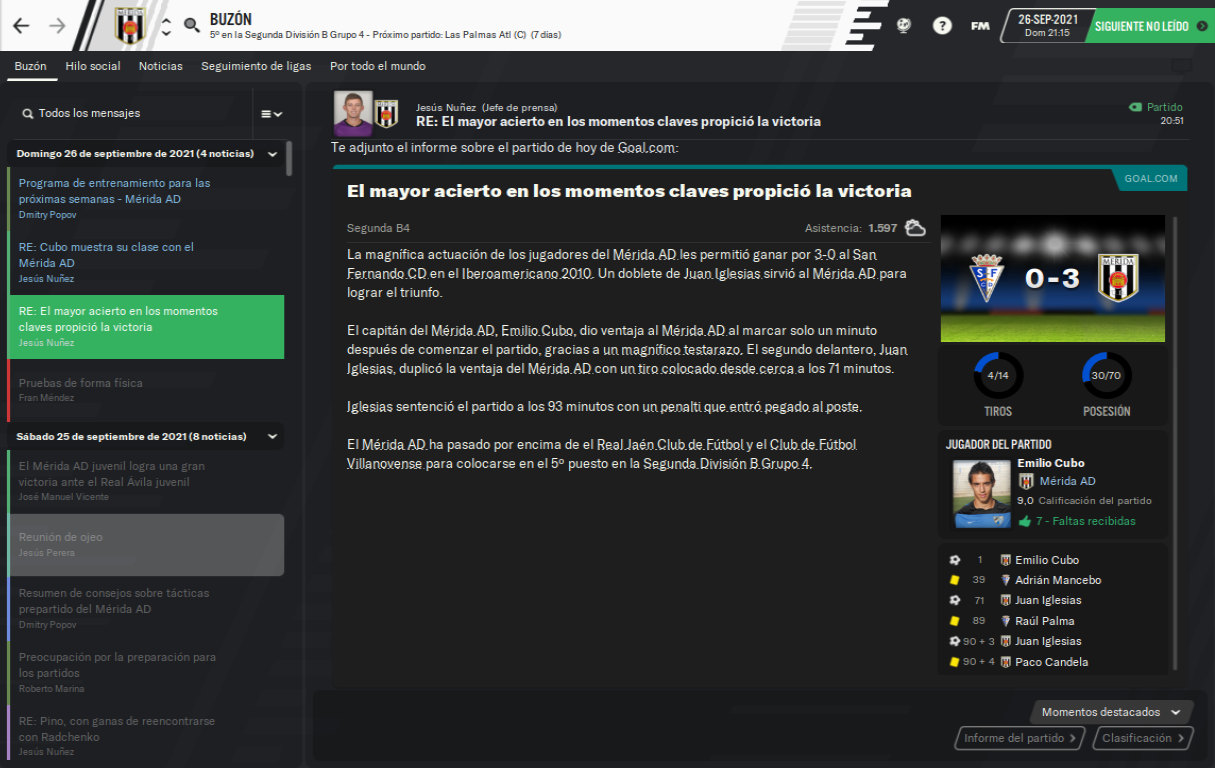 BUZÓN
5º en la Segunda División B Grupo 4 - Próximo partido: Las Palmas Atl (C) (7 días)
FM
26-SEP-2021
Dom 21:15
SIGUIENTE NO LEÍDO
Buzón
Hilo social
Noticias
Seguimiento de ligas
Por todo el mundo
Todos los mensajes
Domingo 26 de septiembre de 2021 (4 noticias)
Programa de entrenamiento para las
próximas semanas - Mérida AD
Dmitry Popov
RE: Cubo muestra su clase con el
Mérida AD
Jesús Nuñez
RE: El mayor acierto en los momentos
claves propició la victoria
Jesús Nuñez
Pruebas de forma física
Fran Méndez
Sábado 25 de septiembre de 2021 (8 noticias)
El Mérida AD juvenil logra una gran
victoria ante el Real Ávila juvenil
José Manuel Vicente
Reunión de ojeo
Jesús Perera
Resumen de consejos sobre tácticas
prepartido del Mérida AD
Dmitry Popov
Preocupación por la preparación para
los partidos
Roberto Marina
RE: Pino, con ganas de reencontrarse
con Radchenko
Jesús Nuñez
Jesús Nuñez (Jefe de prensa)
RE: El mayor acierto en los momentos claves propició la victoria
Partido
20:51
Te adjunto el informe sobre el partido de hoy de Goal.com:
GOAL.COM
El mayor acierto en los momentos claves propició la victoria
Segunda B4
Asistencia: 1.597
La magnífica actuación de los jugadores del Mérida AD les permitió ganar por 3-0 al San
Fernando CD en el Iberoamericano 2010. Un doblete de Juan Iglesias sirvió al Mérida AD para
lograr el triunfo.
El capitán del Mérida AD, Emilio Cubo, dio ventaja al Mérida AD al marcar solo un minuto
después de comenzar el partido, gracias a un magnífico testarazo. El segundo delantero, Juan
Iglesias, duplicó la ventaja del Mérida AD con un tiro colocado desde cerca a los 71 minutos.
Iglesias sentenció el partido a los 93 minutos con un penalti que entró pegado al poste.
El Mérida AD ha pasado por encima de el Real Jaén Club de Fútbol y el Club de Fútbol
Villanovense para colocarse en el 5º puesto en la Segunda División B Grupo 4.
0 - 3
4/14
30/70
TIROS
POSESIÓN
JUGADOR DEL PARTIDO
Emilio Cubo
Mérida AD
9,0 Calificación del partido
7 - Faltas recibidas
1 Emilio Cubo
39 Adrián Mancebo
71 Juan Iglesias
89 Raúl Palma
90 + 3 Juan Iglesias
90 + 4 Paco Candela
Momentos destacados
Informe del partido
Clasificación